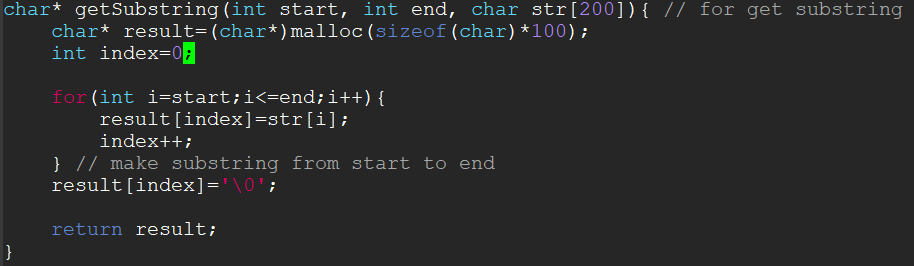 char* getSubstring(int start, int end, char str[200]){ // for get substring
    char* result=(char*)malloc(sizeof(char)*100);
    int index=0;

    for(int i=start;i<=end;i++){
        result[index]=str[i];
        index++;
    } // make substring from start to end
    result[index]='\0';

    return result;
}